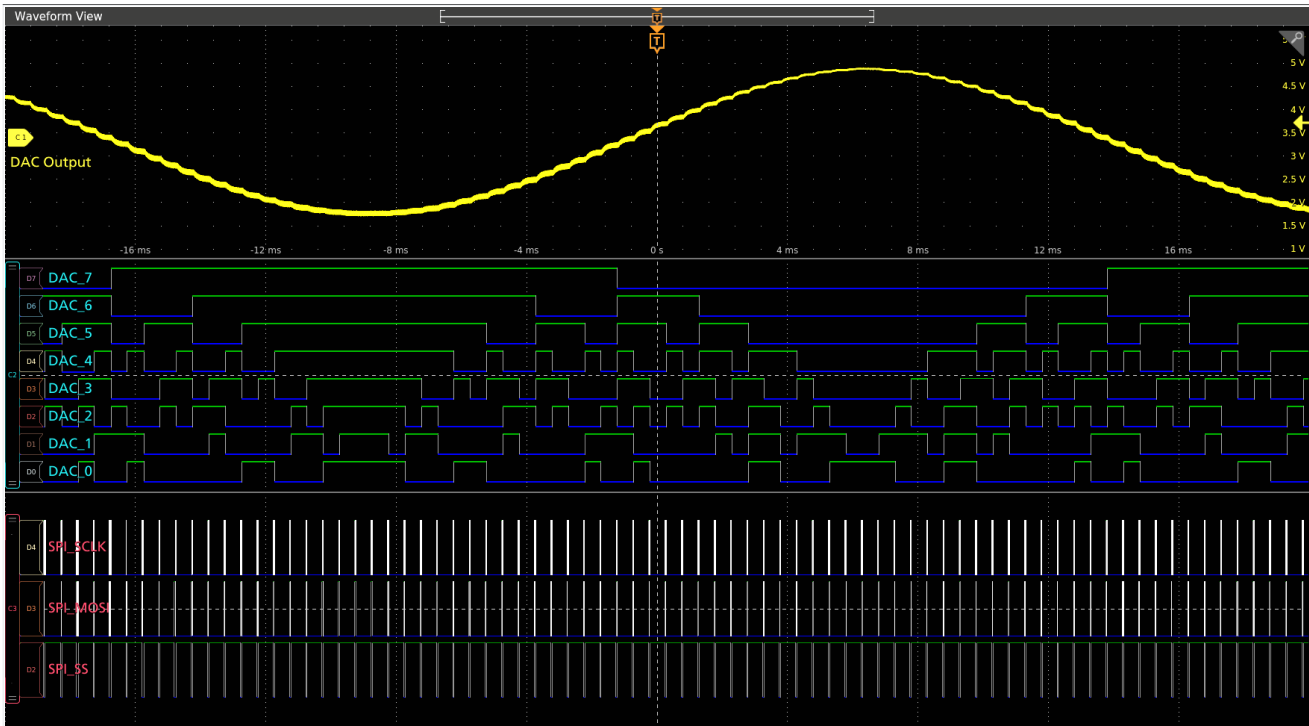 Waveform View
T
T
5 V
4.5 V
4 V
C 1
3.5 V
DAC Output
3 V
2.5 V
2 V
1.5 V
-16 ms -12 ms -8 ms -4 ms 0 s 4 ms 8 ms 12 ms 16 ms 1 V
D7 DAC_7
D6 DAC_6
D5 DAC_5
D4 DAC_4
C2
D3 DAC_3
D2 DAC_2
D1 DAC_1
D0 DAC_0
D4 SPI_SCLK
C3 D3 SPI_MOSI
D2 SPI_SS